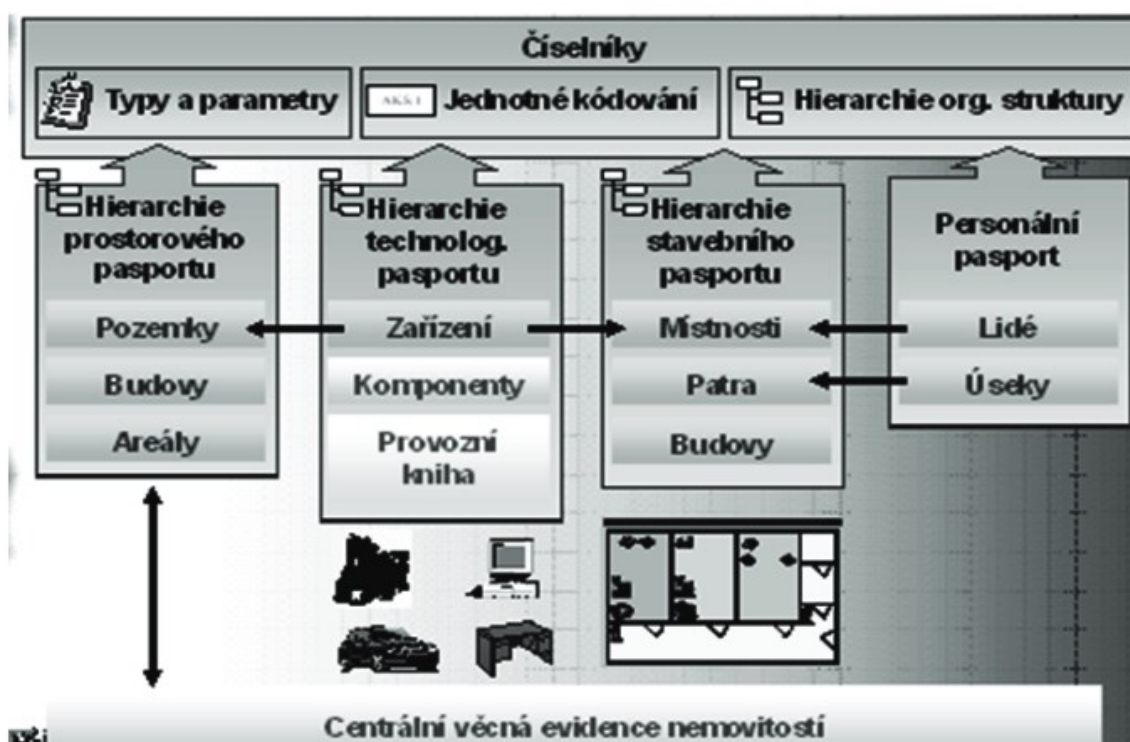 Číselníky
Typy a parametry
Jednotné kódování
Hierarchie org. struktury
Hierarchie
prostorového
pasportu
Pozemky
Budovy
Areály
Hierarchie
technolog.
pasportu
Zařízení
Komponenty
Provozní
kniha
Hierarchie
stavebního
pasportu
Místnosti
Patra
Budovy
Personální
pasport
Lidé
Úseky
Centrální věcná evidence nemovitostí